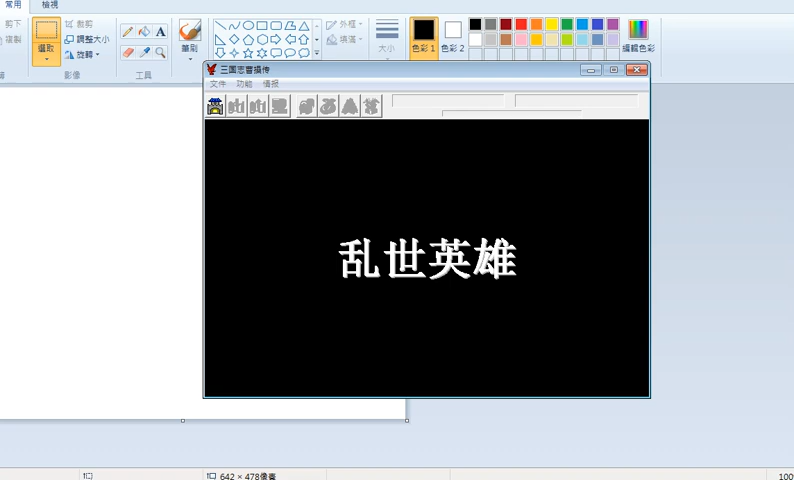 常用 檢視
剪下 裁剪 外框
複製 選取 調整大小 旋轉 A 筆刷 填滿 大小 色彩 1 色彩 2 編輯色彩
影像 工具
三国志曹操传
文件 功能 情报
乱世英雄
642 × 478像素 100